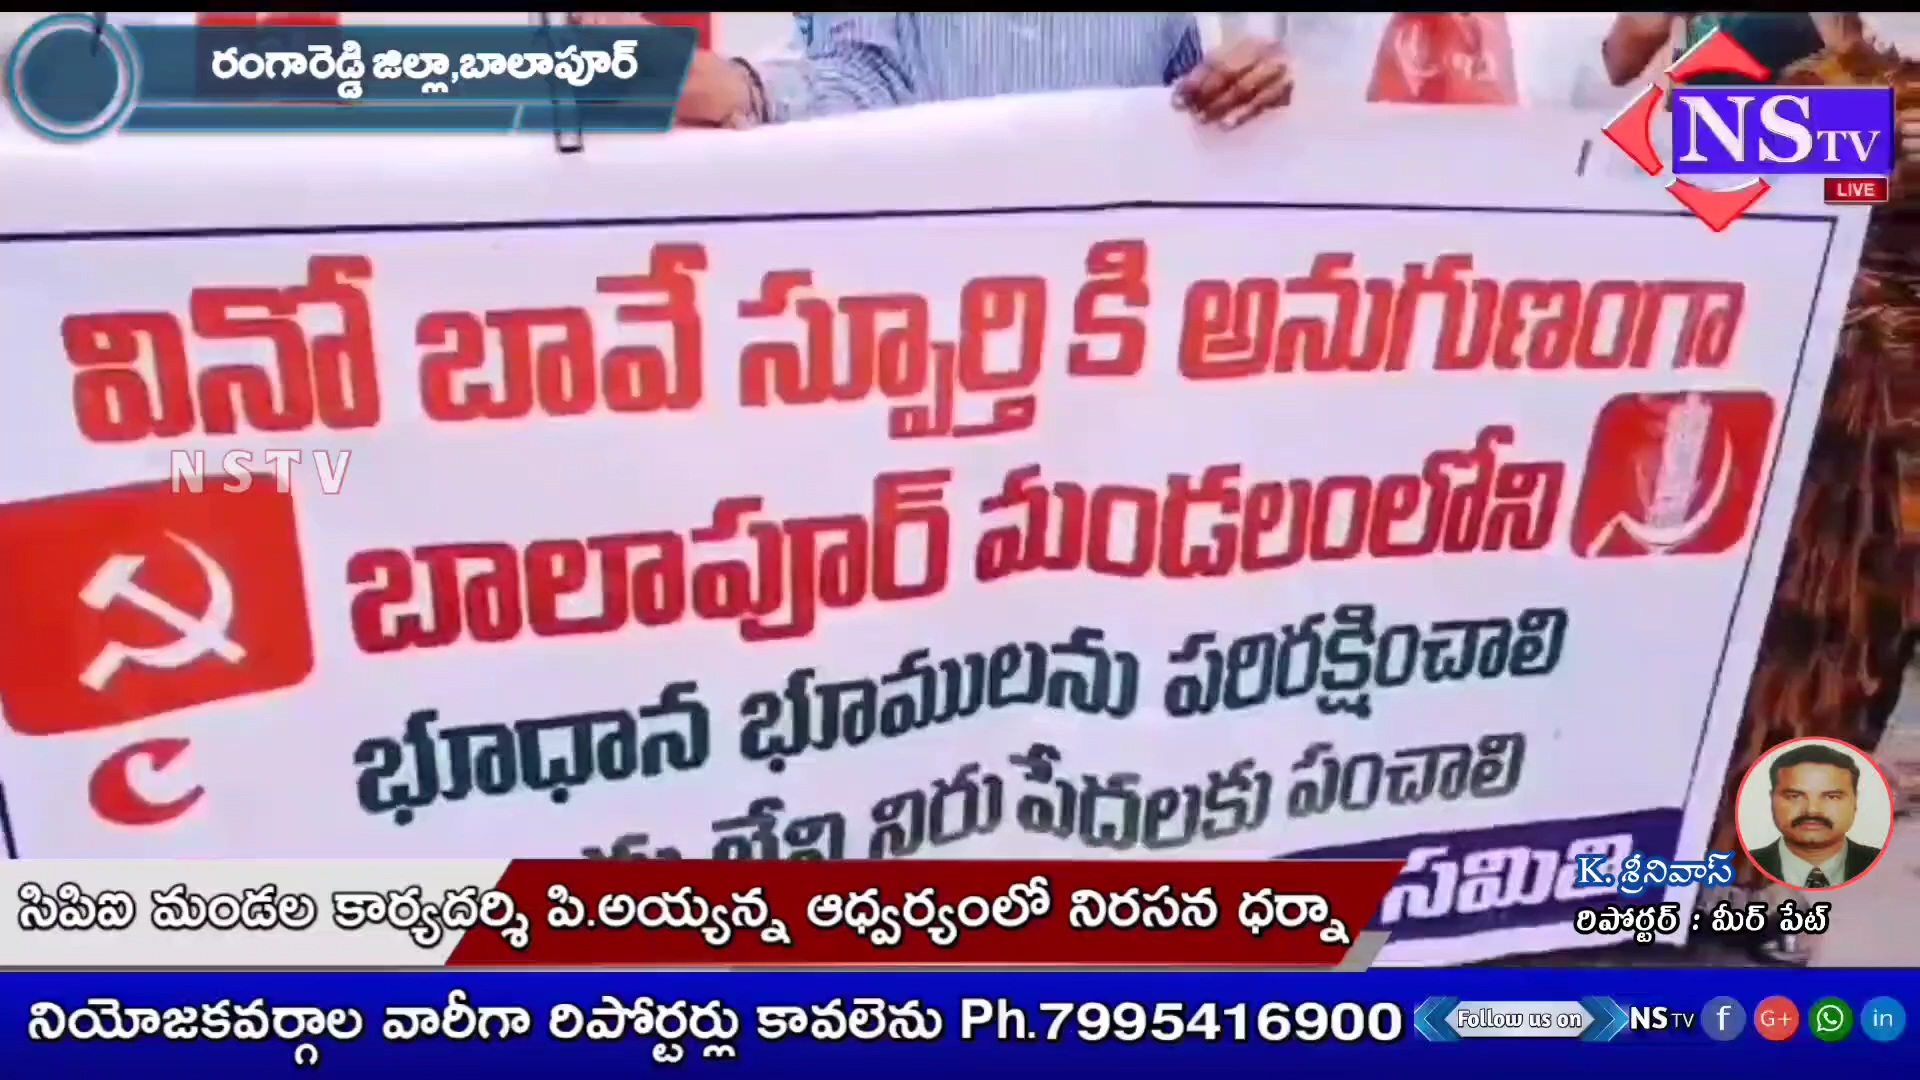 రంగారెడ్డి జిల్లా,బాలాపూర్
NS TV
LIVE
వినో బావే స్పూర్తి కి అనుగుణంగా
NSTV
బాలాపూర్ మండలంలోని
భూధాన భూములను పరిరక్షించాలి
లేని నిరు పేదలకు పంచాలి
c
సమితి
K. శ్రీనివాస్
రిపోర్టర్ : మీర్ పేట్
సిపిఐ మండల కార్యదర్శి పి.అయ్యన్న ఆధ్వర్యంలో నిరసన ధర్నా
నియోజకవర్గాల వారీగా రిపోర్టర్లు కావలెను Ph.7995416900
Follow us on NS TV f G+ in